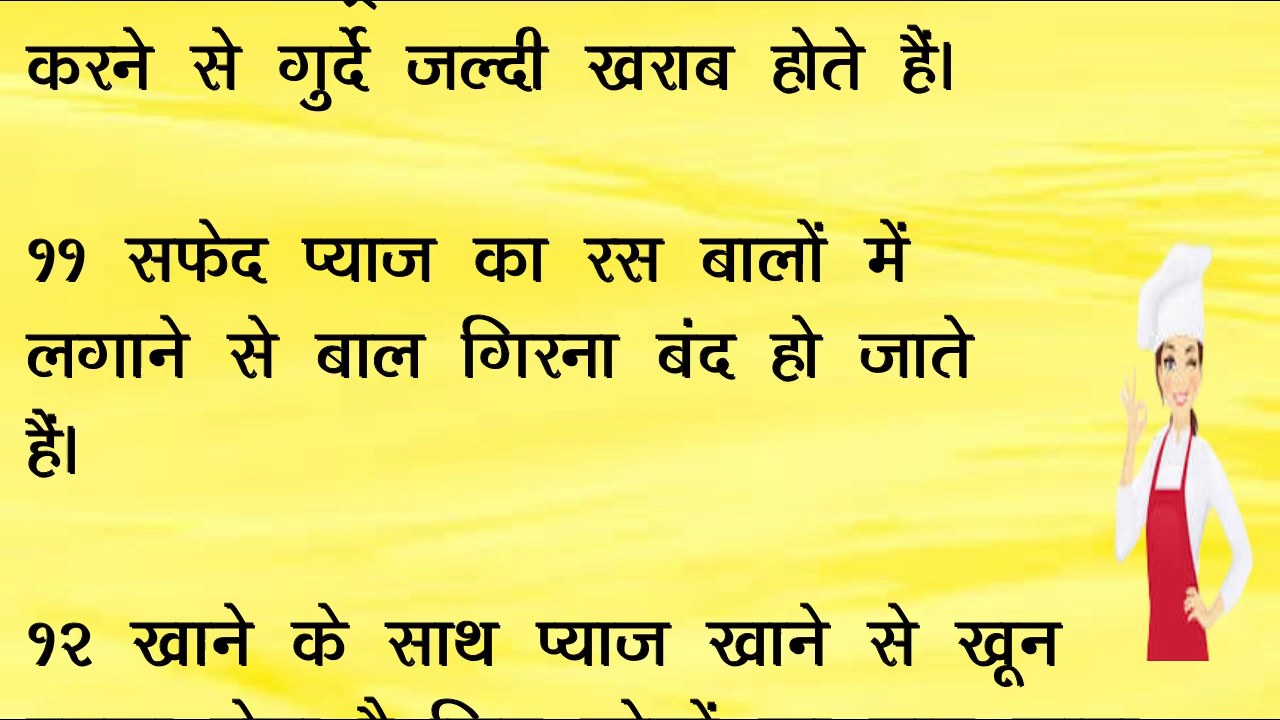 करने से गुर्दे जल्दी खराब होते हैं।
११ सफेद प्याज का रस बालों में
लगाने से बाल गिरना बंद हो जाते
हैं।
१२ खाने के साथ प्याज खाने से खून